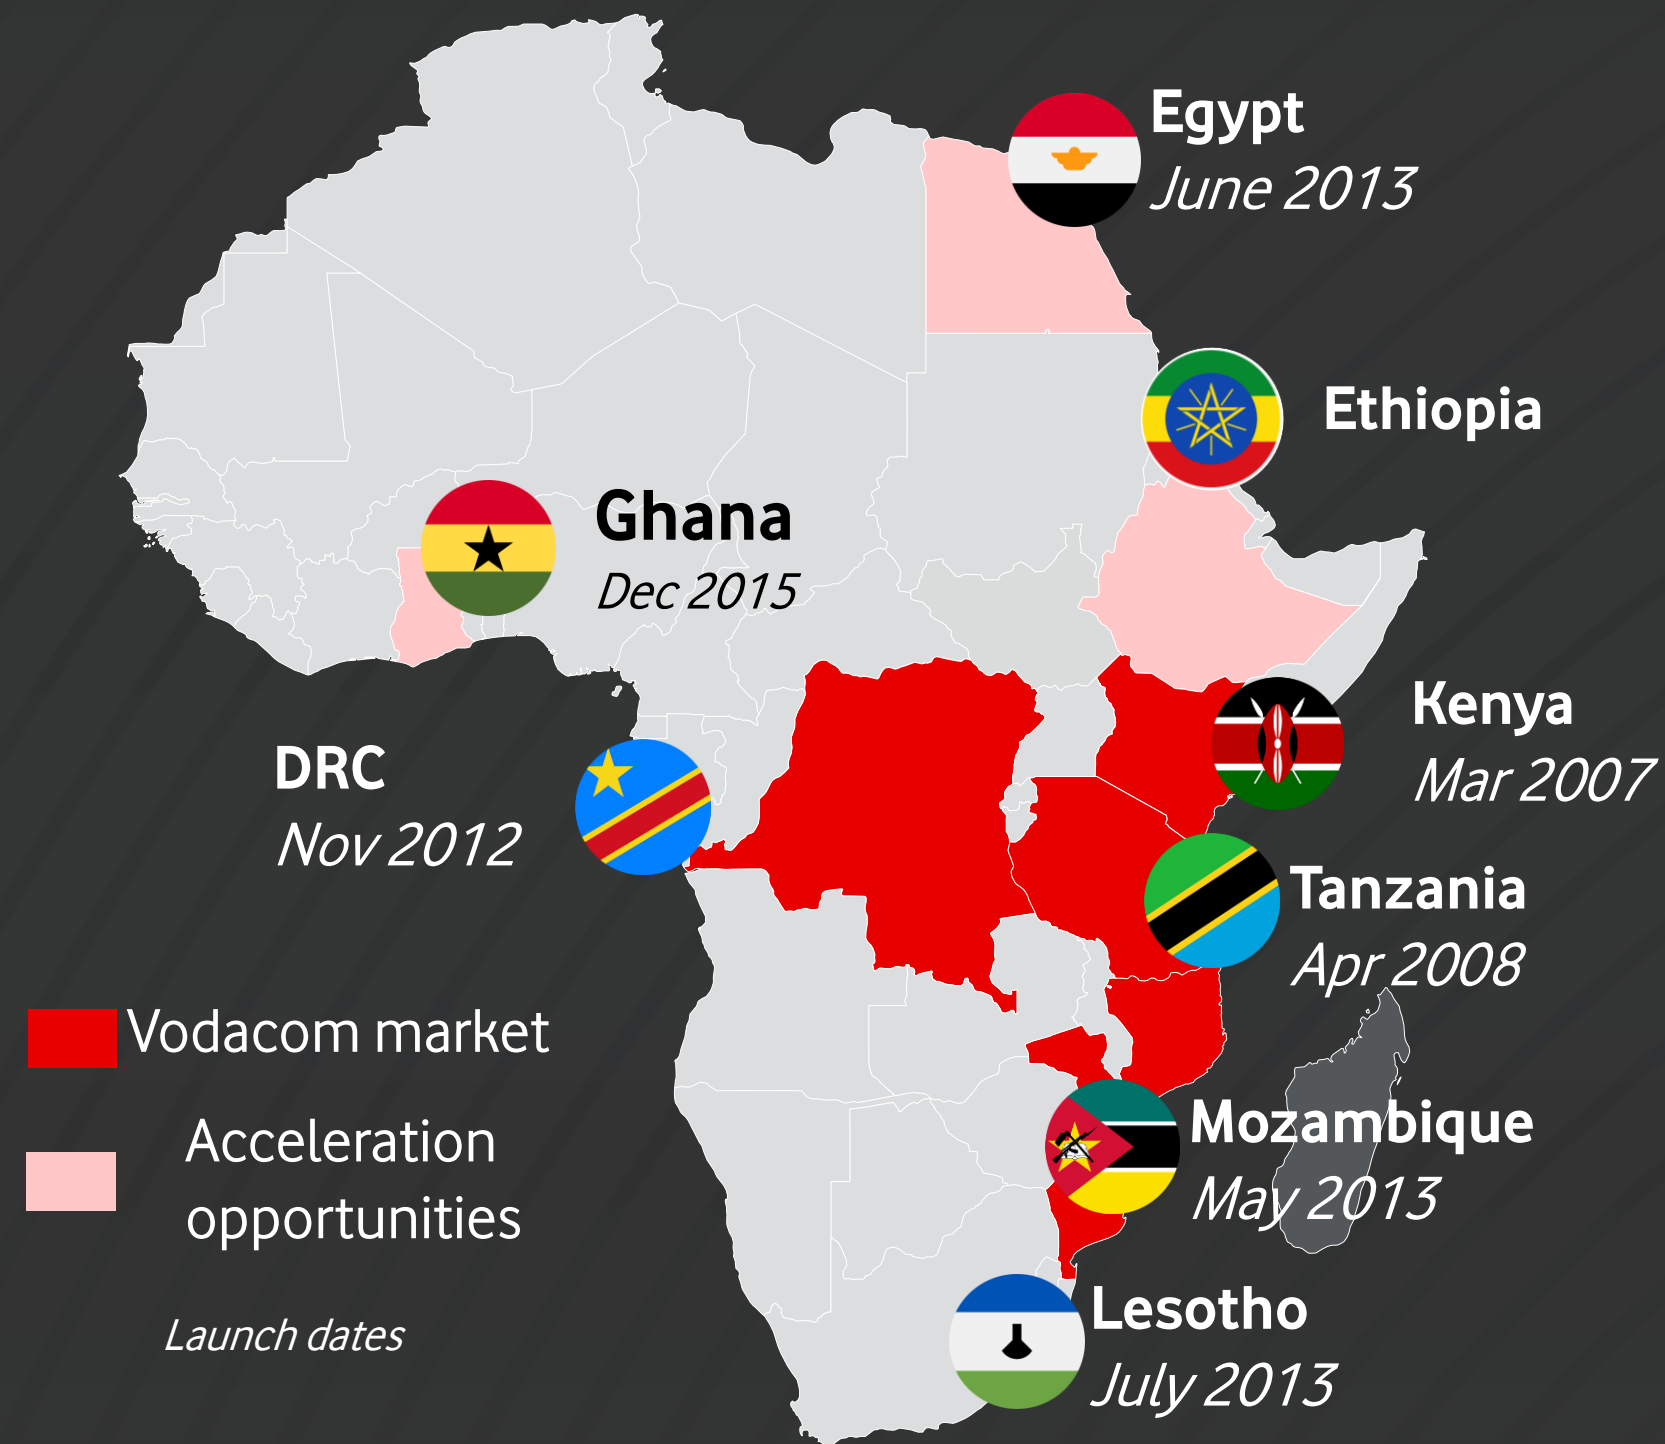 Egypt
June 2013
Ethiopia
Ghana
Dec 2015
Kenya
Mar 2007
DRC
Nov 2012
Tanzania
Apr 2008
Vodacom market
Acceleration
opportunities
Mozambique
May 2013
Lesotho
July 2013
Launch dates